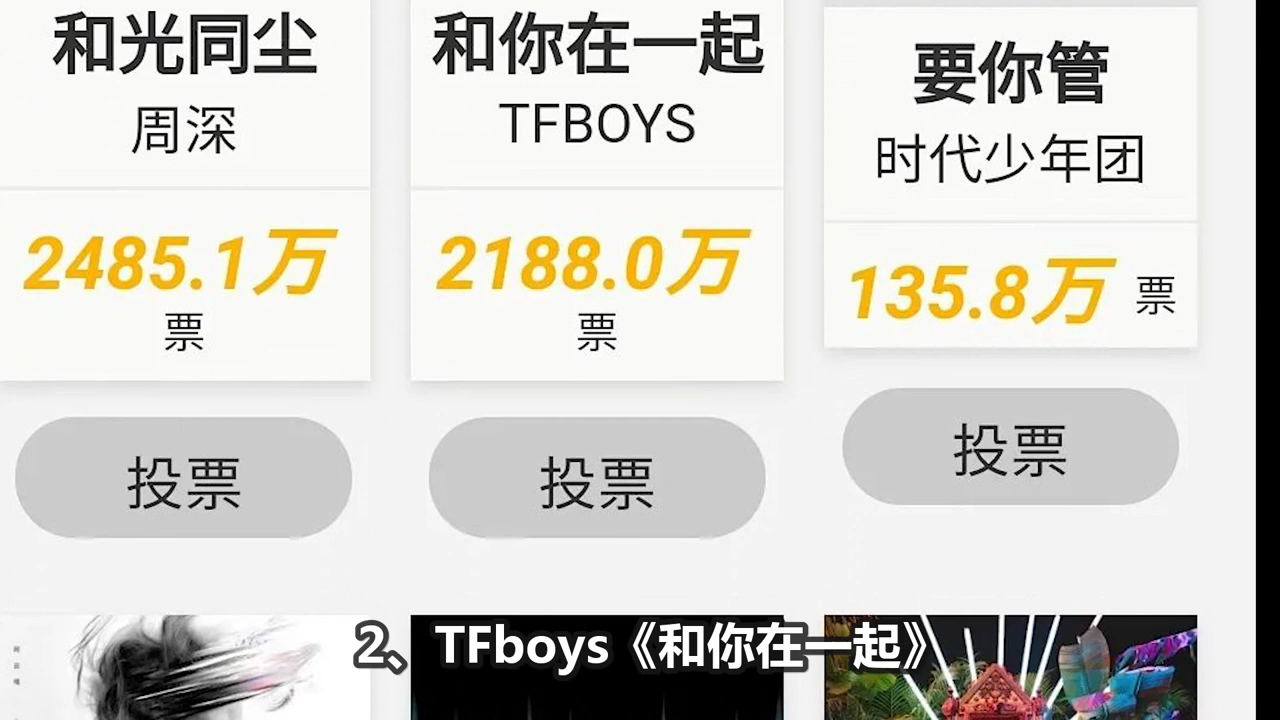 和光同尘
周深
2485.1万
票
投票
和你在一起
TFBOYS
2188.0万
票
投票
要你管
时代少年团
135.8万 票
投票
2、TFboys《和你在一起》